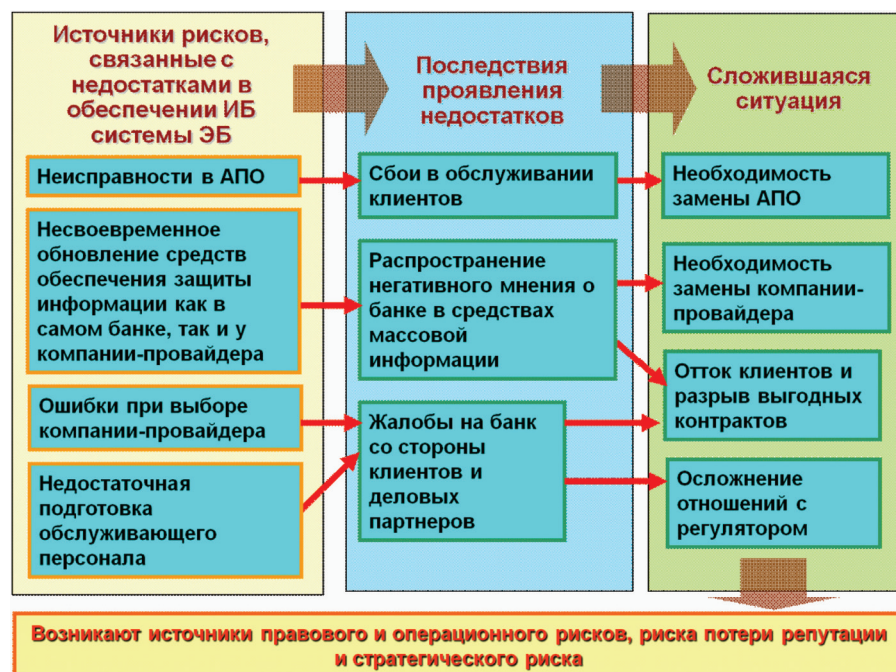 Источники рисков,
связанные с
недостатками в
обеспечении ИБ
системы ЭБ
Неисправности в АПО
Несвоевременное
обновление средств
обеспечения защиты
информации как в
самом банке, так и у
компании-провайдера
Ошибки при выборе
компании-провайдера
Недостаточная
подготовка
обслуживающего
персонала
Последствия
проявления
недостатков
Сбои в обслуживании
клиентов
Распространение
негативного мнения о
банке в средствах
массовой
информации
Жалобы на банк
со стороны
клиентов и
деловых
партнеров
Сложившаяся
ситуация
Необходимость
замены АПО
Необходимость
замены компании-
провайдера
Отток клиентов и
разрыв выгодных
контрактов
Осложнение
отношений с
регулятором
Возникают источники правового и операционного рисков, риска потери репутации
и стратегического риска